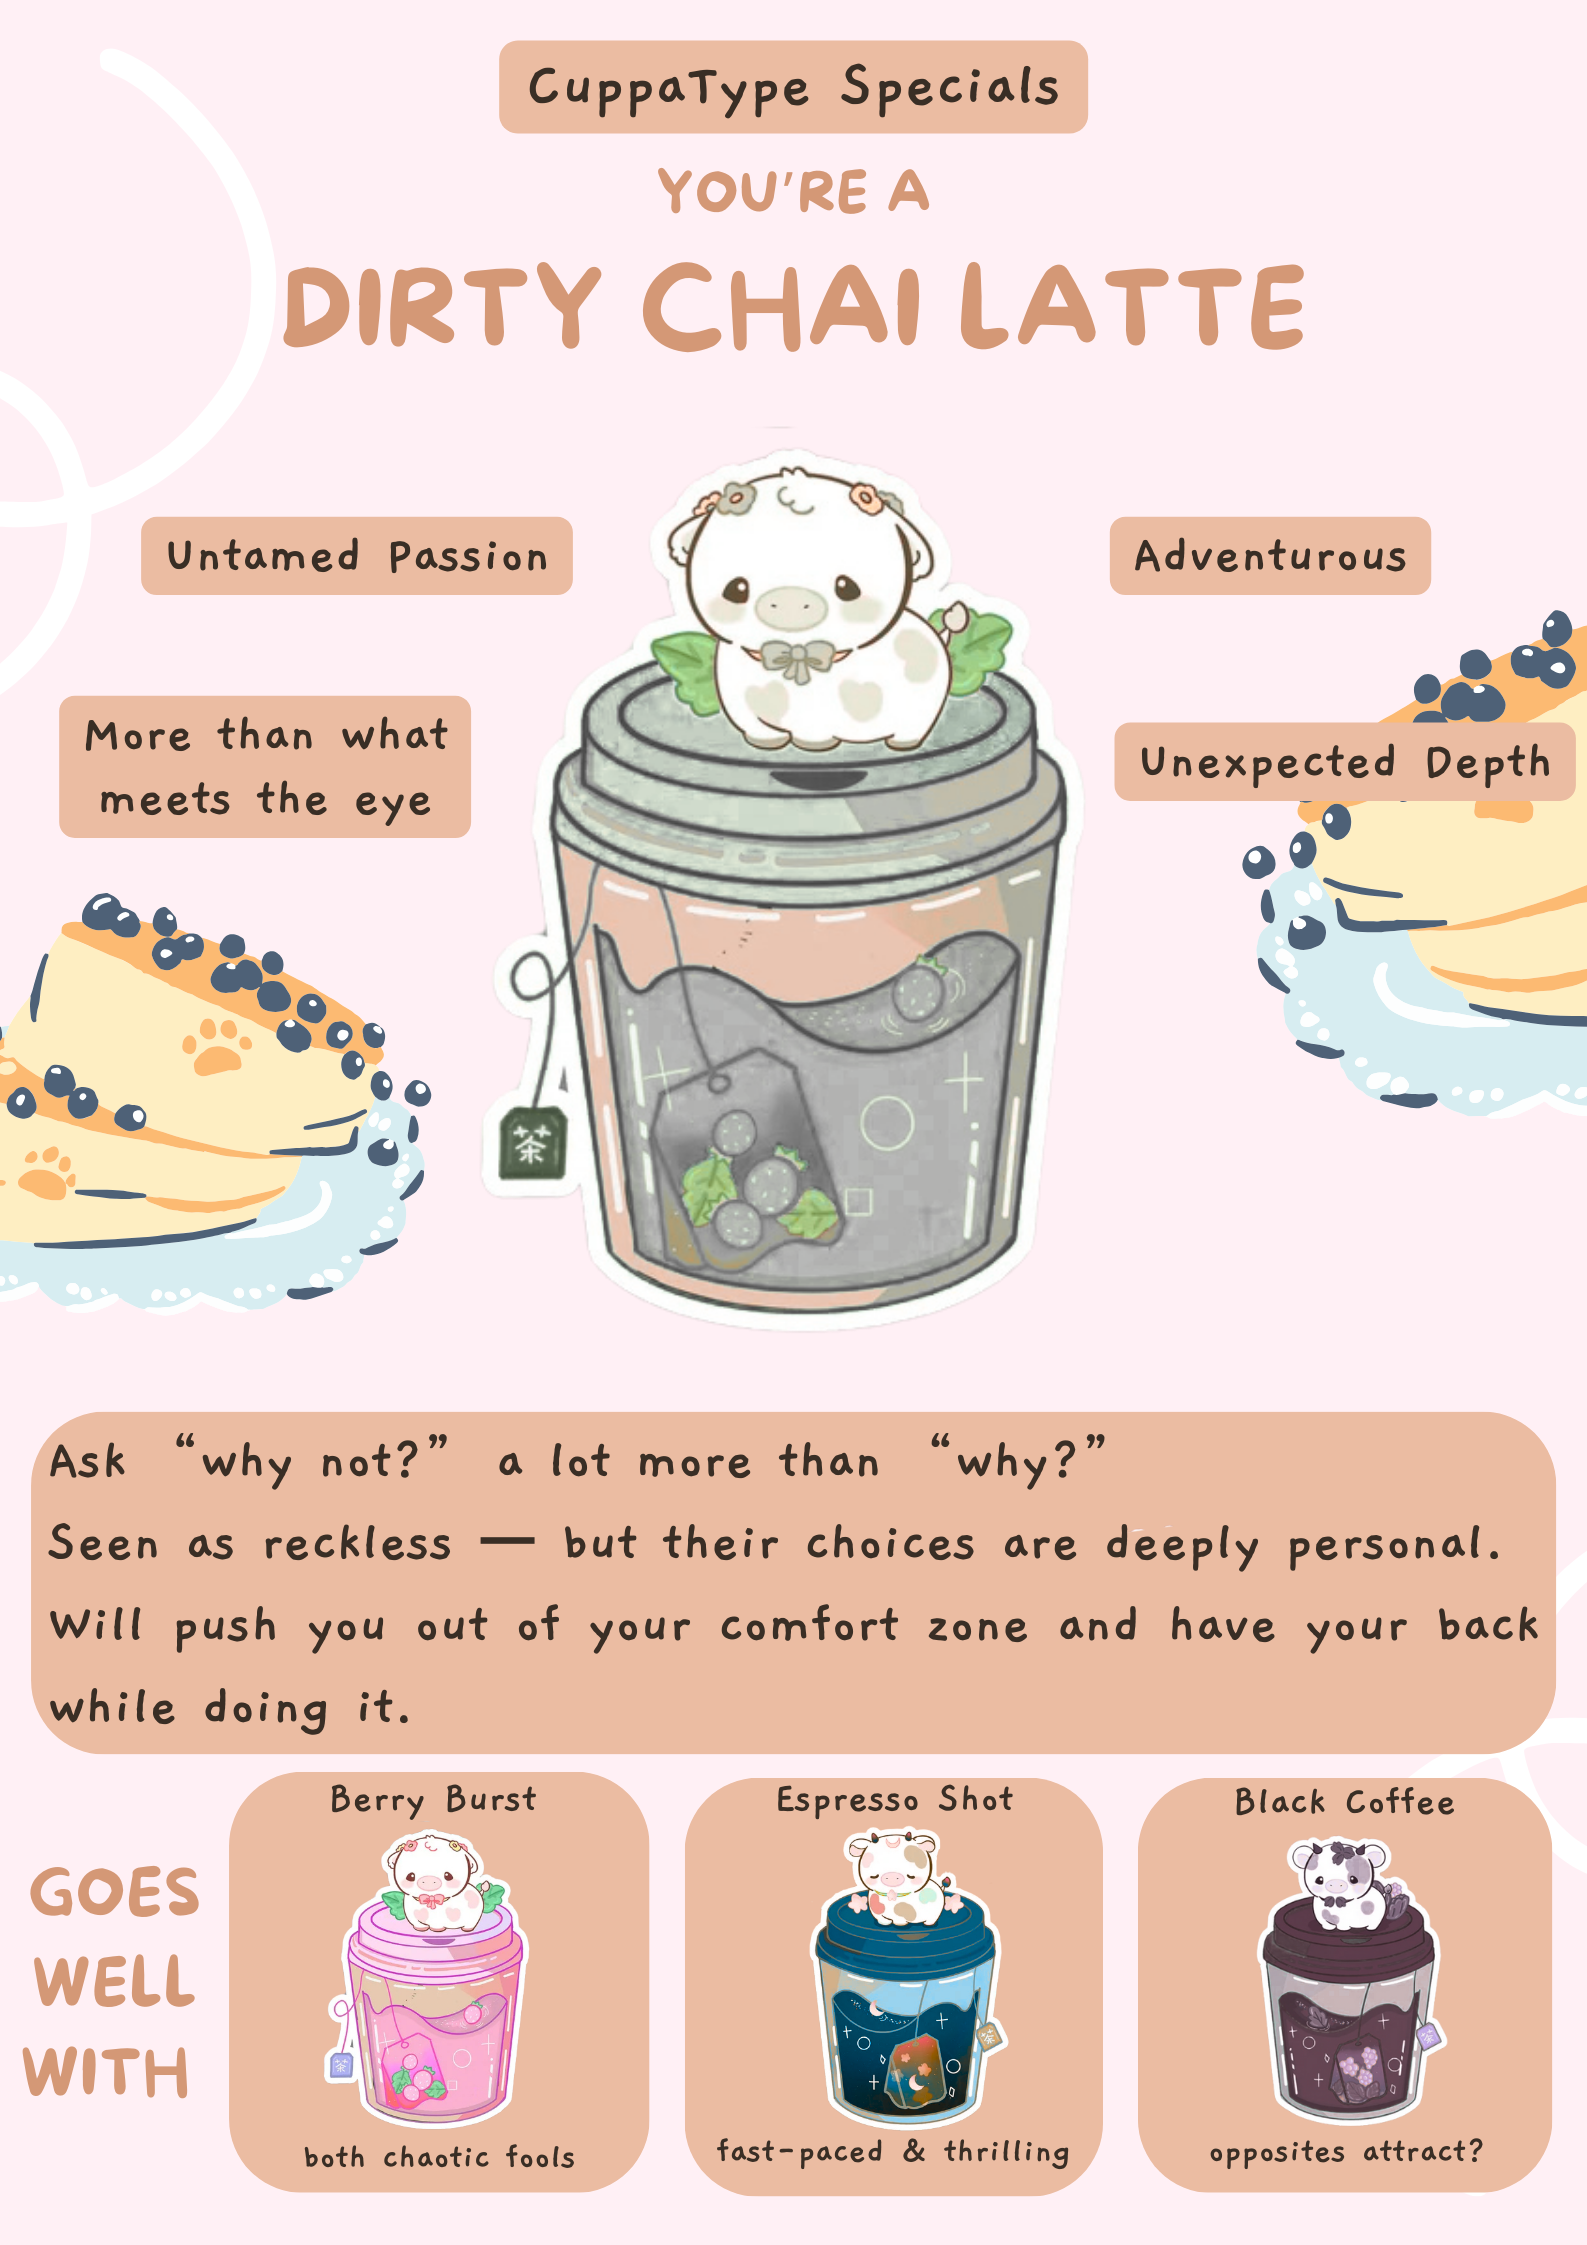 CuppaType Specials
YOU'RE A
DIRTY CHAI LATTE
Untamed Passion
Adventurous
More than what
meets the eye
Unexpected Depth
茶
Ask “why not?” a lot more than “why?”
Seen as reckless — but their choices are deeply personal.
Will push you out of your comfort zone and have your back
while doing it.
GOES
WELL
WITH
Berry Burst
茶
both chaotic fools
Espresso Shot
茶
fast-paced & thrilling
Black Coffee
茶
opposites attract?